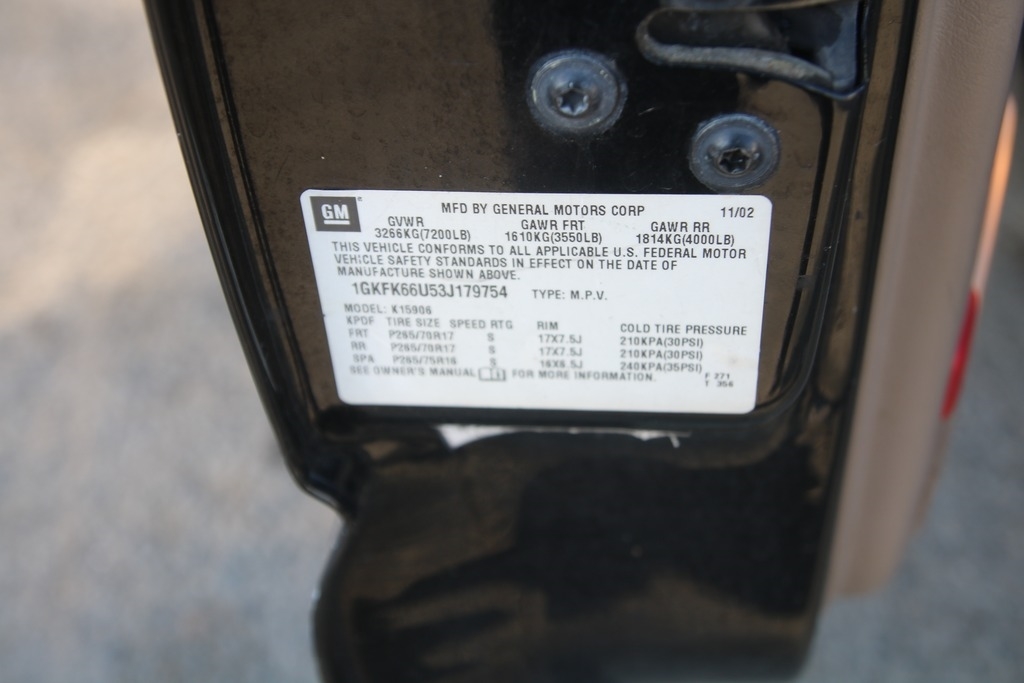 GM MFD BY GENERAL MOTORS CORP 11/02
GVWR GAWR FRT GAWR RR
3266KG(7200LB) 1610KG(3550LB) 1814KG(4000LB)
THIS VEHICLE CONFORMS TO ALL APPLICABLE U.S. FEDERAL MOTOR
VEHICLE SAFETY STANDARDS IN EFFECT ON THE DATE OF
MANUFACTURE SHOWN ABOVE.
1GKFK66U53J179754 TYPE: M.P.V.
MODEL: K15906
TIRE SIZE SPEED RTG RIM COLD TIRE PRESSURE
FRT P265/70R17 S 17X7.5J 210KPA(30PSI)
RR P265/70R17 S 17X7.5J 210KPA(30PSI)
SPA P265/75R16 S 16X6.5J 240KPA(35PSI)
SEE OWNER'S MANUAL FOR MORE INFORMATION. F 271
T 356